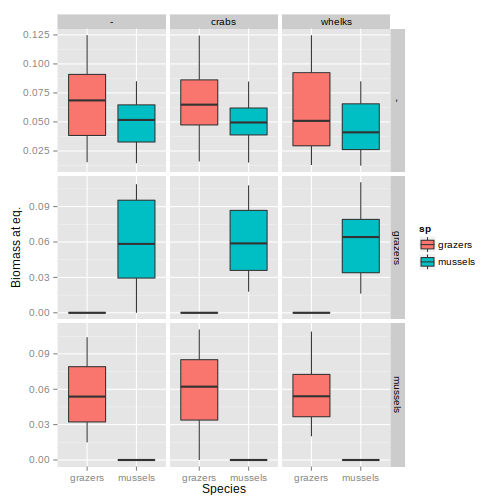 - crabs whelks
0.125
0.100
0.075
0.050
0.025
-
0.09
0.06
0.03
0.00
grazers
0.09
0.06
0.03
0.00
mussels
Biomass at eq.
grazers mussels grazers mussels grazers mussels
Species
sp
grazers
mussels